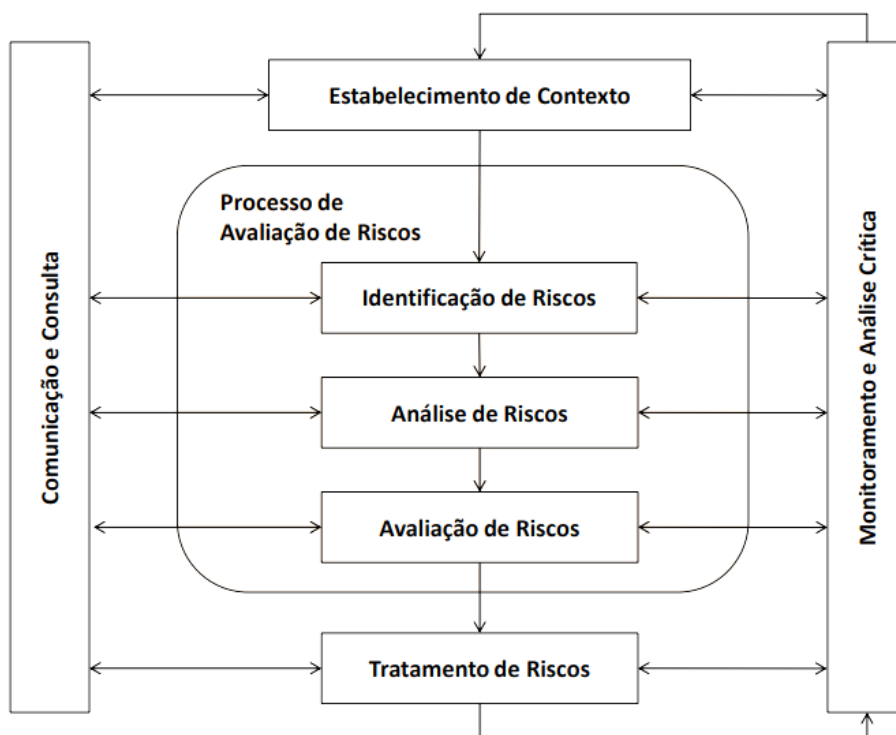 Estabelecimento de Contexto
Processo de
Avaliação de Riscos
Identificação de Riscos
Análise de Riscos
Avaliação de Riscos
Tratamento de Riscos
Comunicação e Consulta
Monitoramento e Análise Crítica